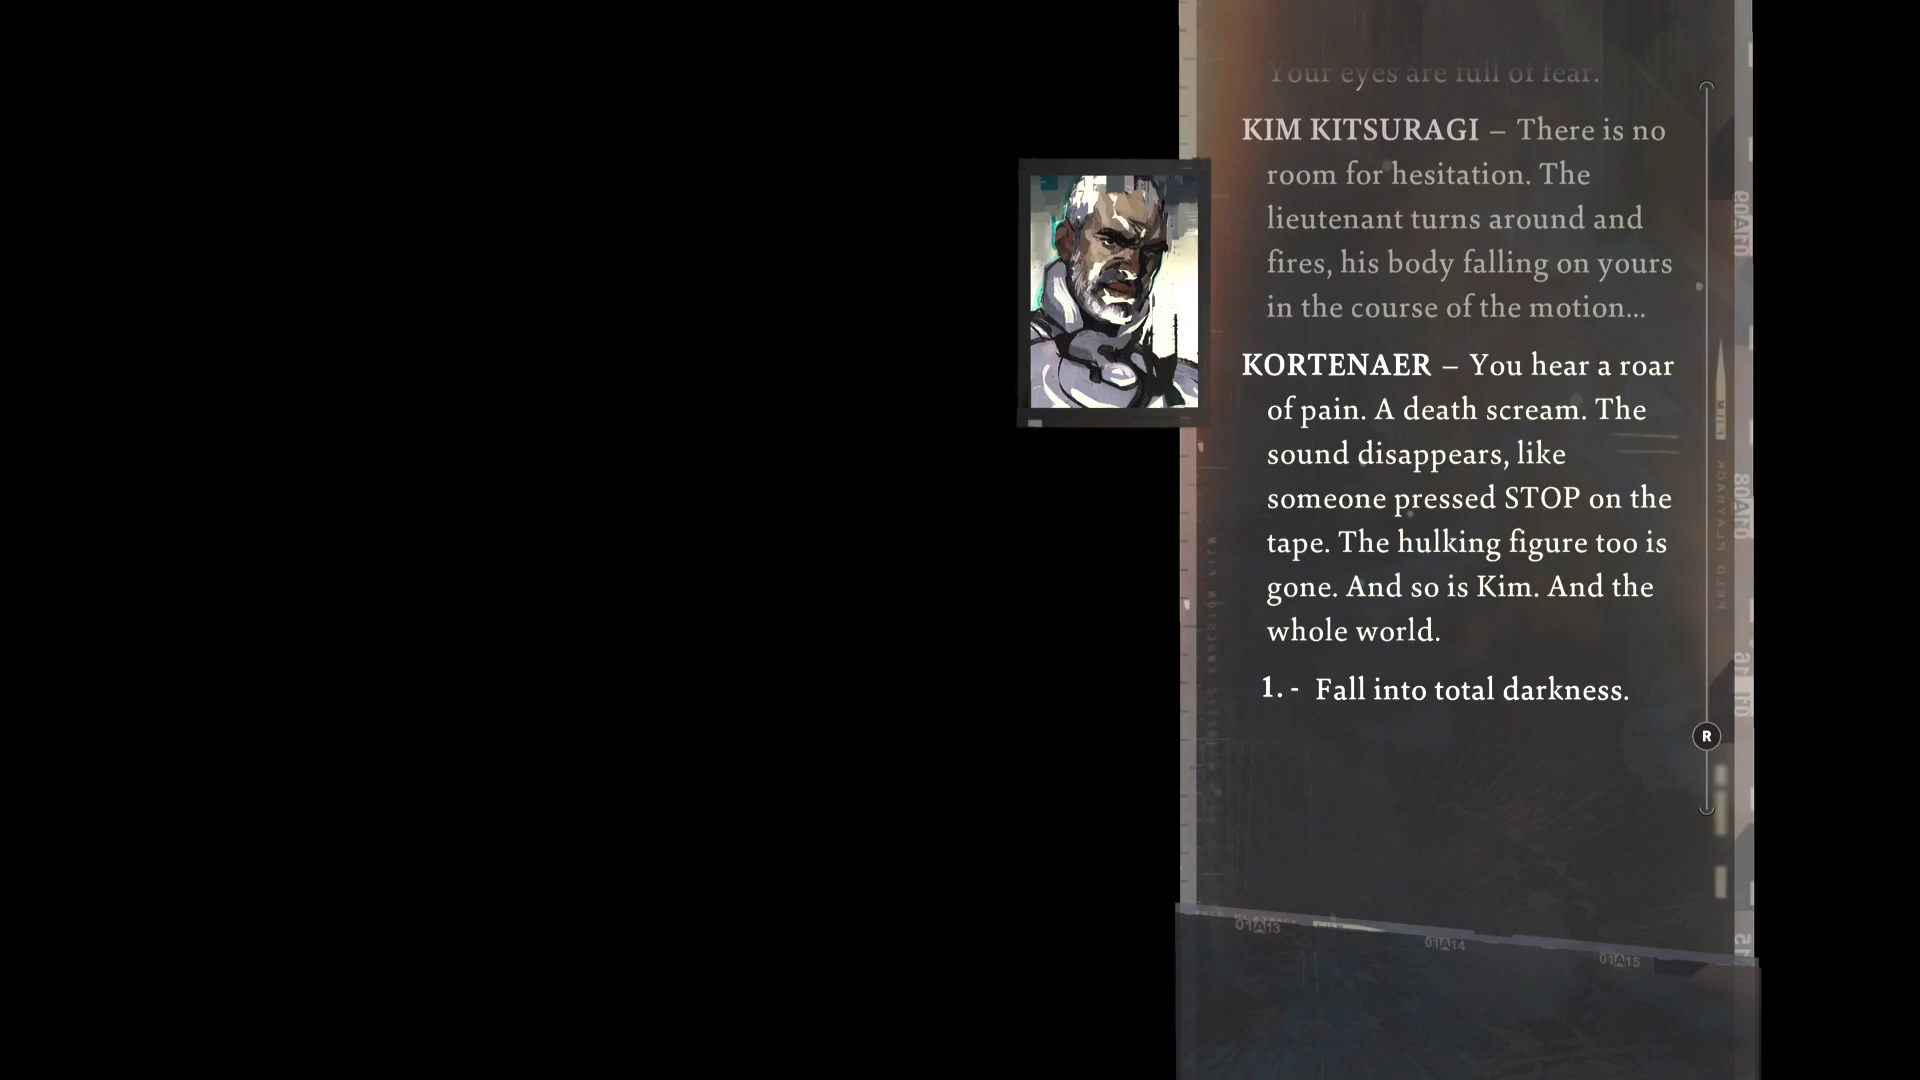 Your eyes are full of fear.
KIM KITSURAGI – There is no
room for hesitation. The
lieutenant turns around and
fires, his body falling on yours
in the course of the motion...
KORTENAER – You hear a roar
of pain. A death scream. The
sound disappears, like
someone pressed STOP on the
tape. The hulking figure too is
gone. And so is Kim. And the
whole world.
1. - Fall into total darkness.
R
01A13
01A14
01A15